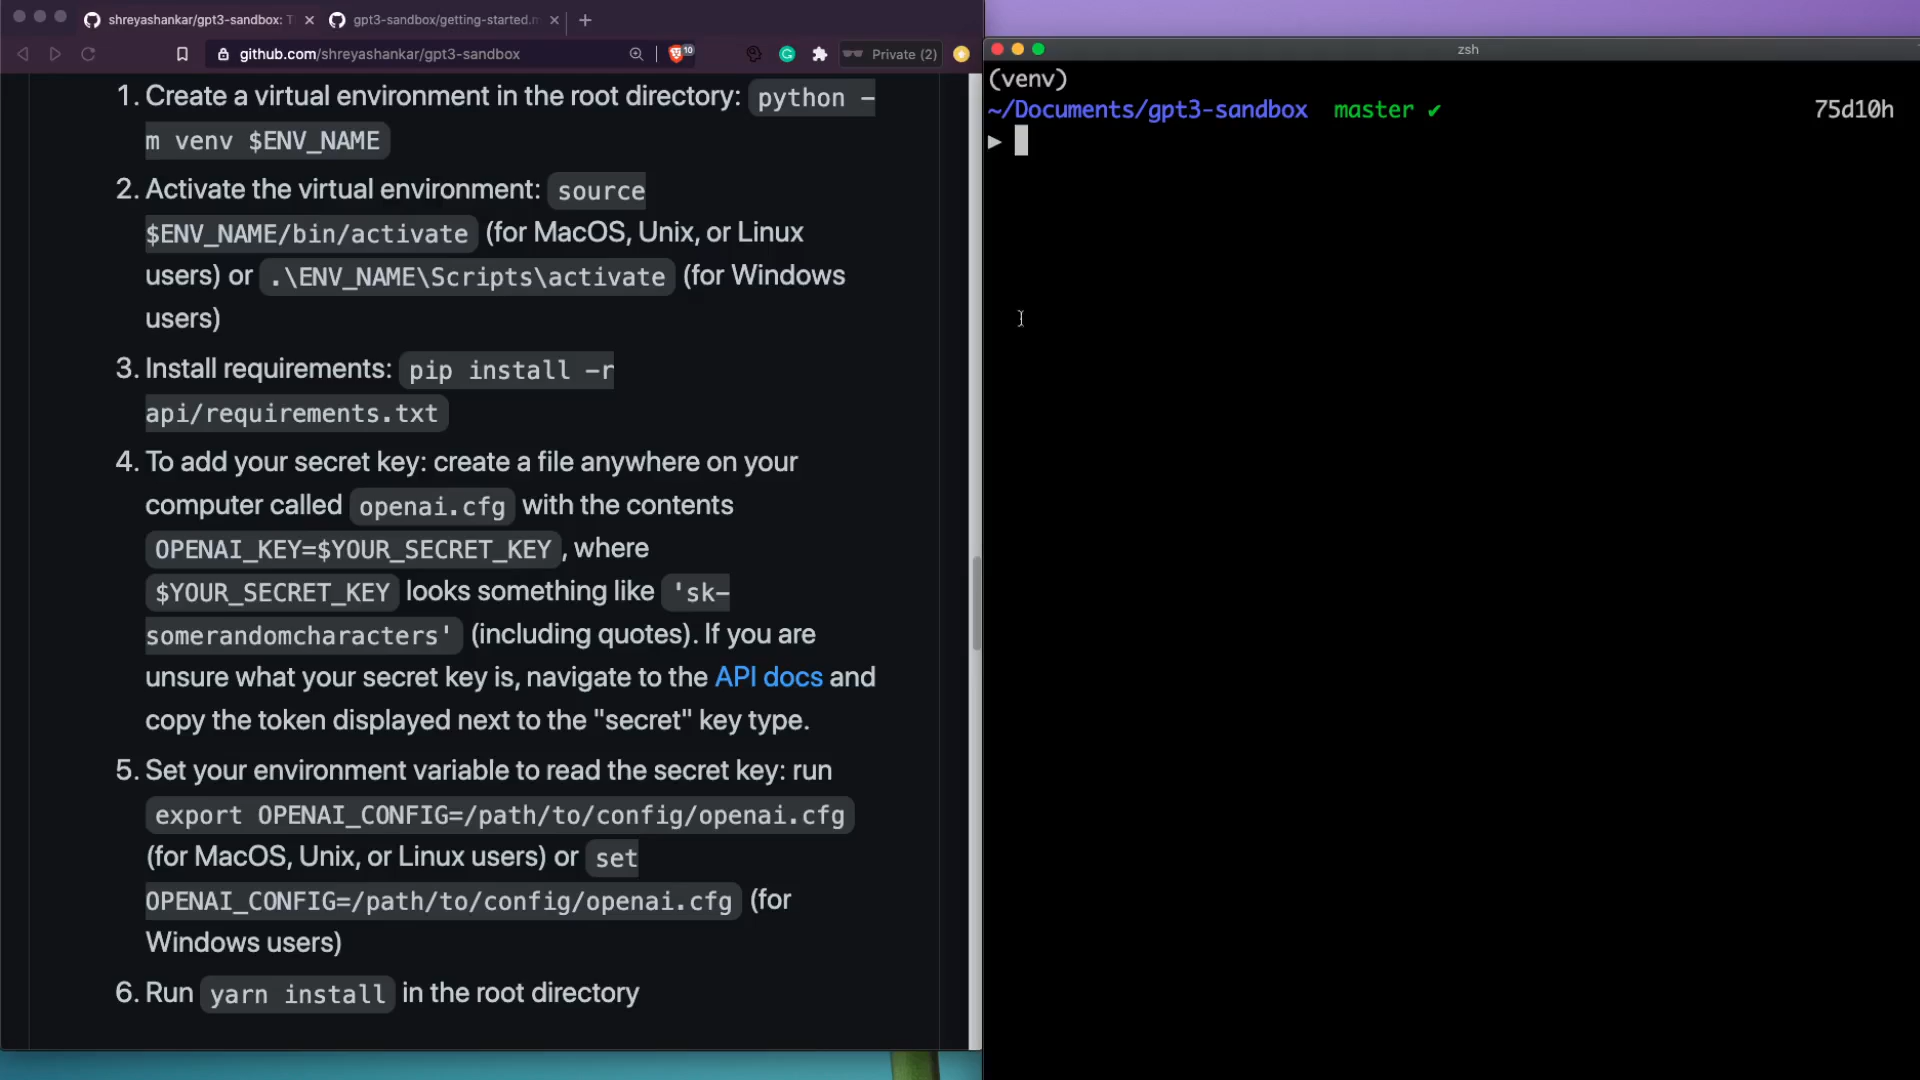 shreyashankar/gpt3-sandbox: T
gpt3-sandbox/getting-started.m
github.com/shreyashankar/gpt3-sandbox
10
Private (2)
1. Create a virtual environment in the root directory: python -
m venv $ENV_NAME
2. Activate the virtual environment: source
$ENV_NAME/bin/activate (for MacOS, Unix, or Linux
users) or .\ENV_NAME\Scripts\activate (for Windows
users)
3. Install requirements: pip install -r
api/requirements.txt
4. To add your secret key: create a file anywhere on your
computer called openai.cfg with the contents
OPENAI_KEY=$YOUR_SECRET_KEY, where
$YOUR_SECRET_KEY looks something like 'sk-
somerandomcharacters' (including quotes). If you are
unsure what your secret key is, navigate to the API docs and
copy the token displayed next to the "secret" key type.
5. Set your environment variable to read the secret key: run
export OPENAI_CONFIG=/path/to/config/openai.cfg
(for MacOS, Unix, or Linux users) or set
OPENAI_CONFIG=/path/to/config/openai.cfg (for
Windows users)
6. Run yarn install in the root directory
zsh
(venv)
~/Documents/gpt3-sandbox master ✔ 75d10h
▶